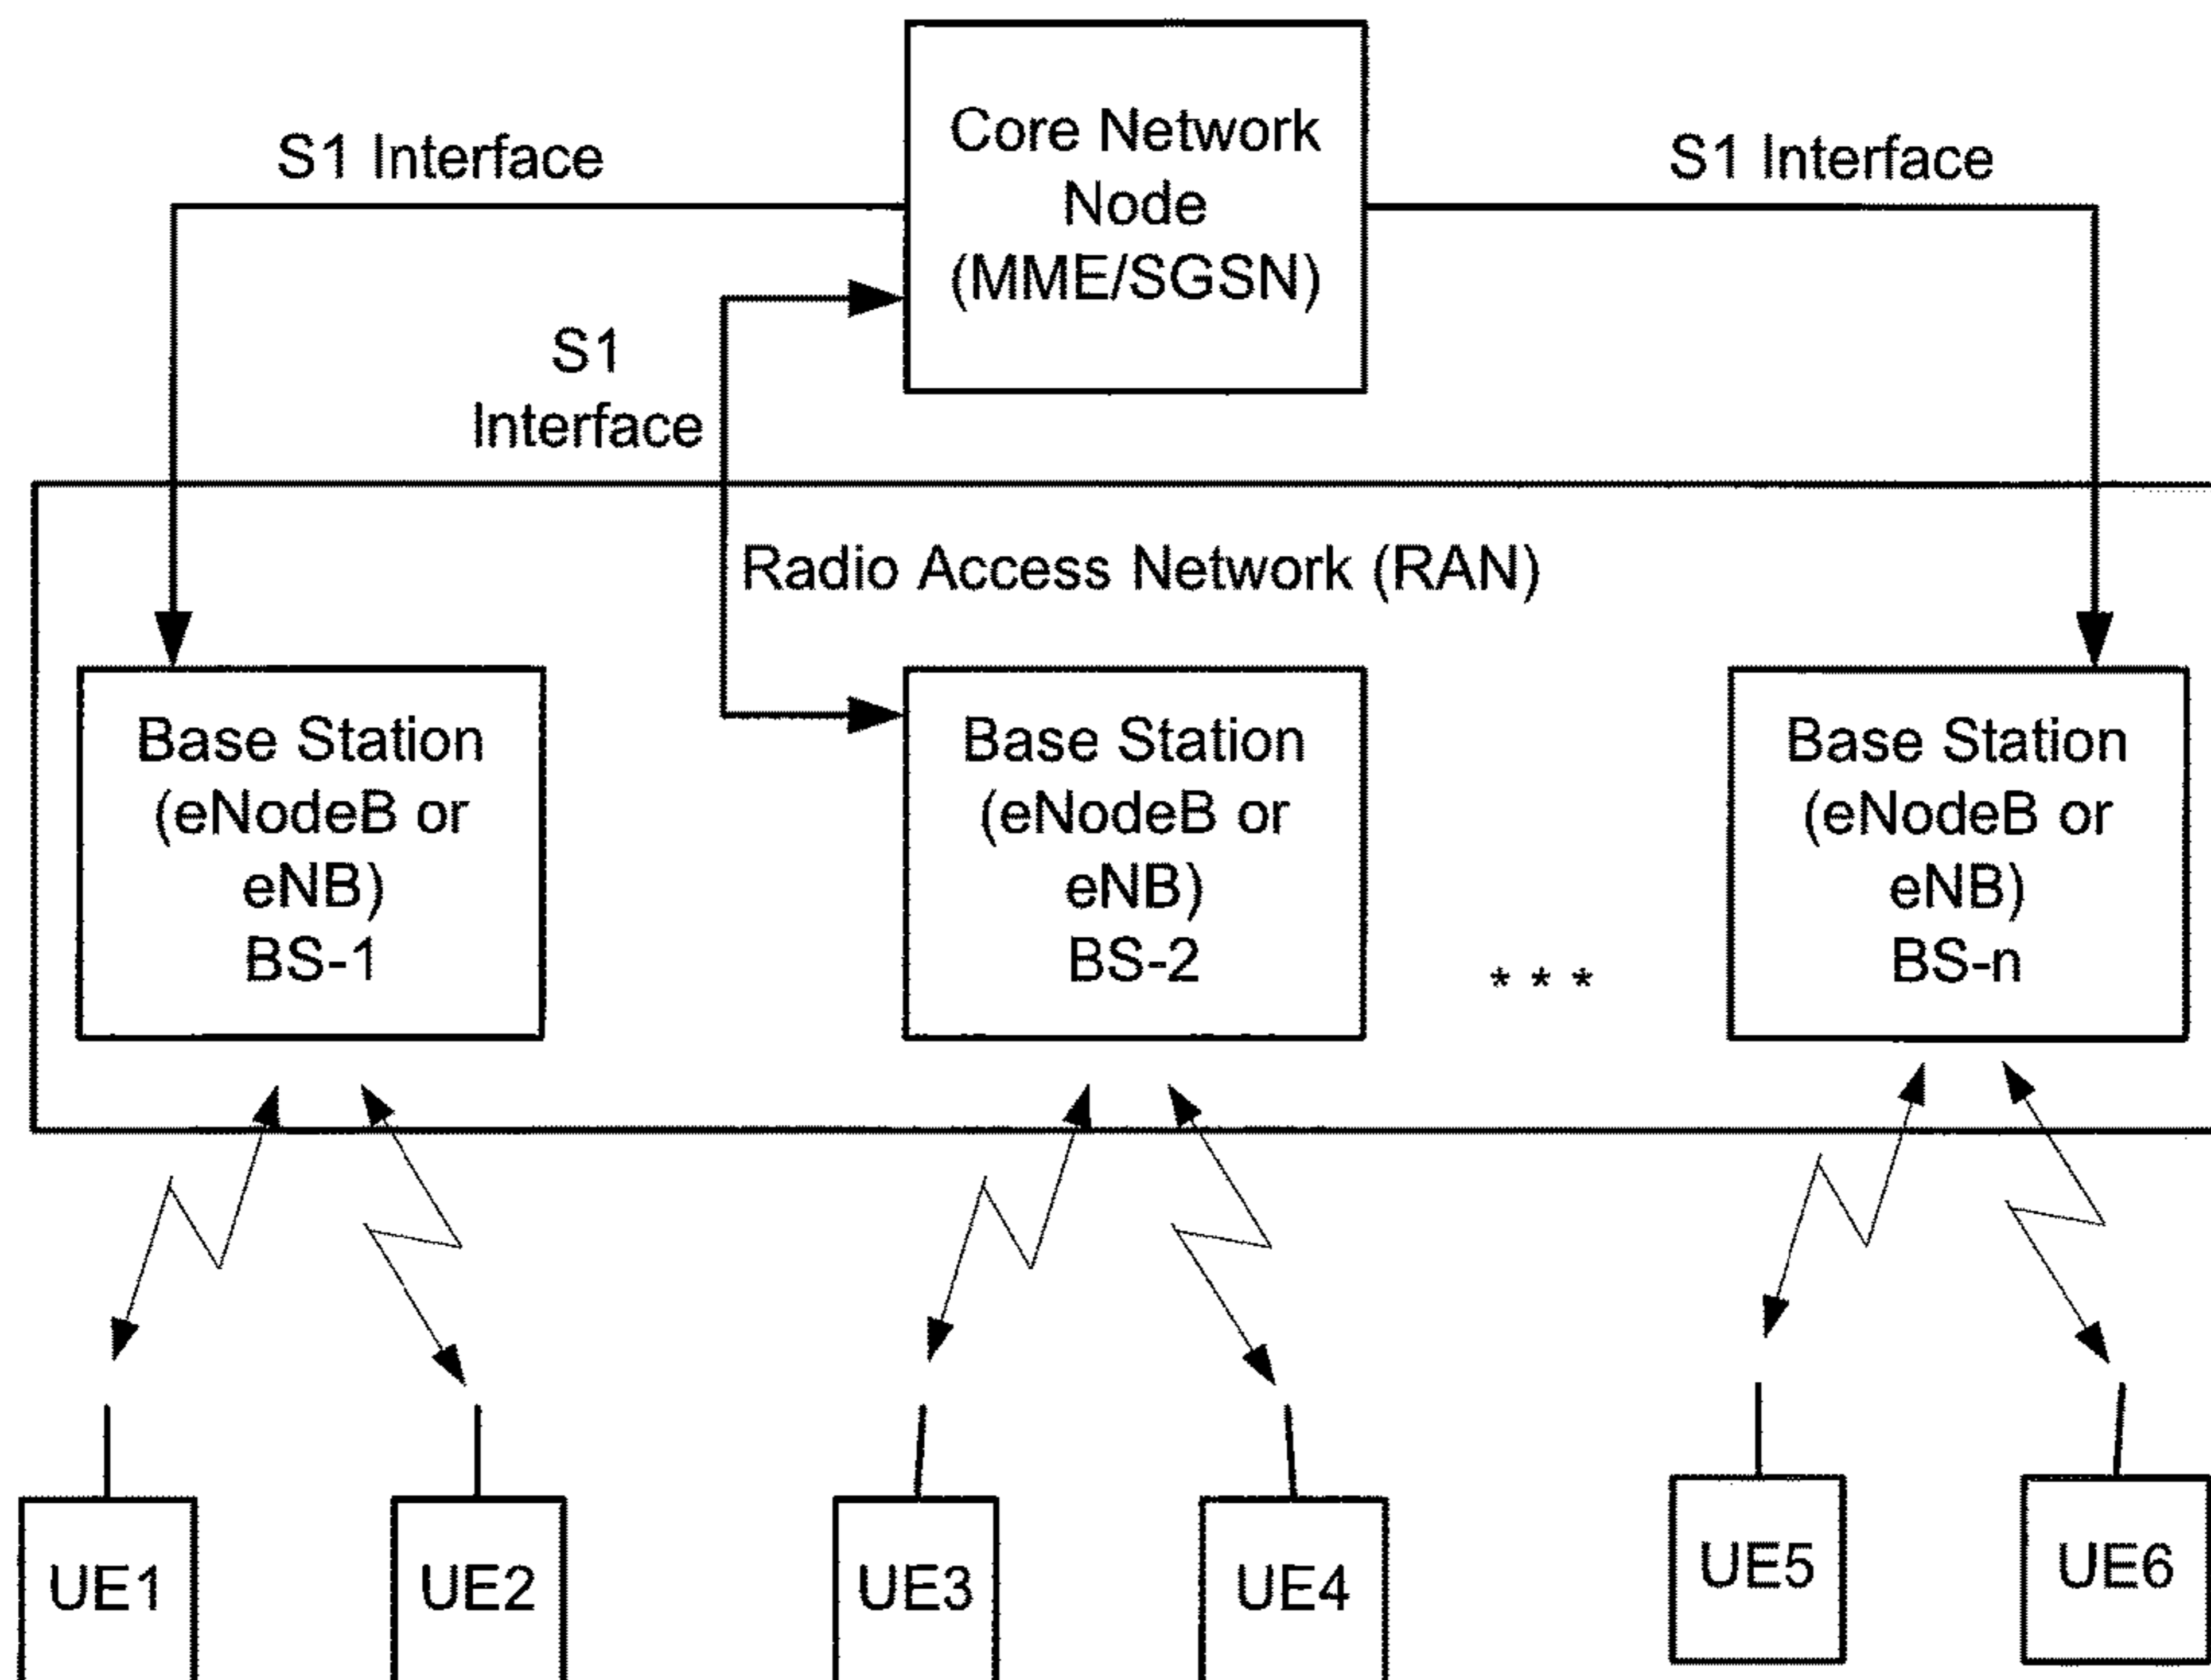 Core Network
Node
(MME/SGSN)
S1 Interface
S1 Interface
S1
Interface
Radio Access Network (RAN)
Base Station
(eNodeB or
eNB)
BS-1
Base Station
(eNodeB or
eNB)
BS-2
* * *
Base Station
(eNodeB or
eNB)
BS-n
UE1
UE2
UE3
UE4
UE5
UE6